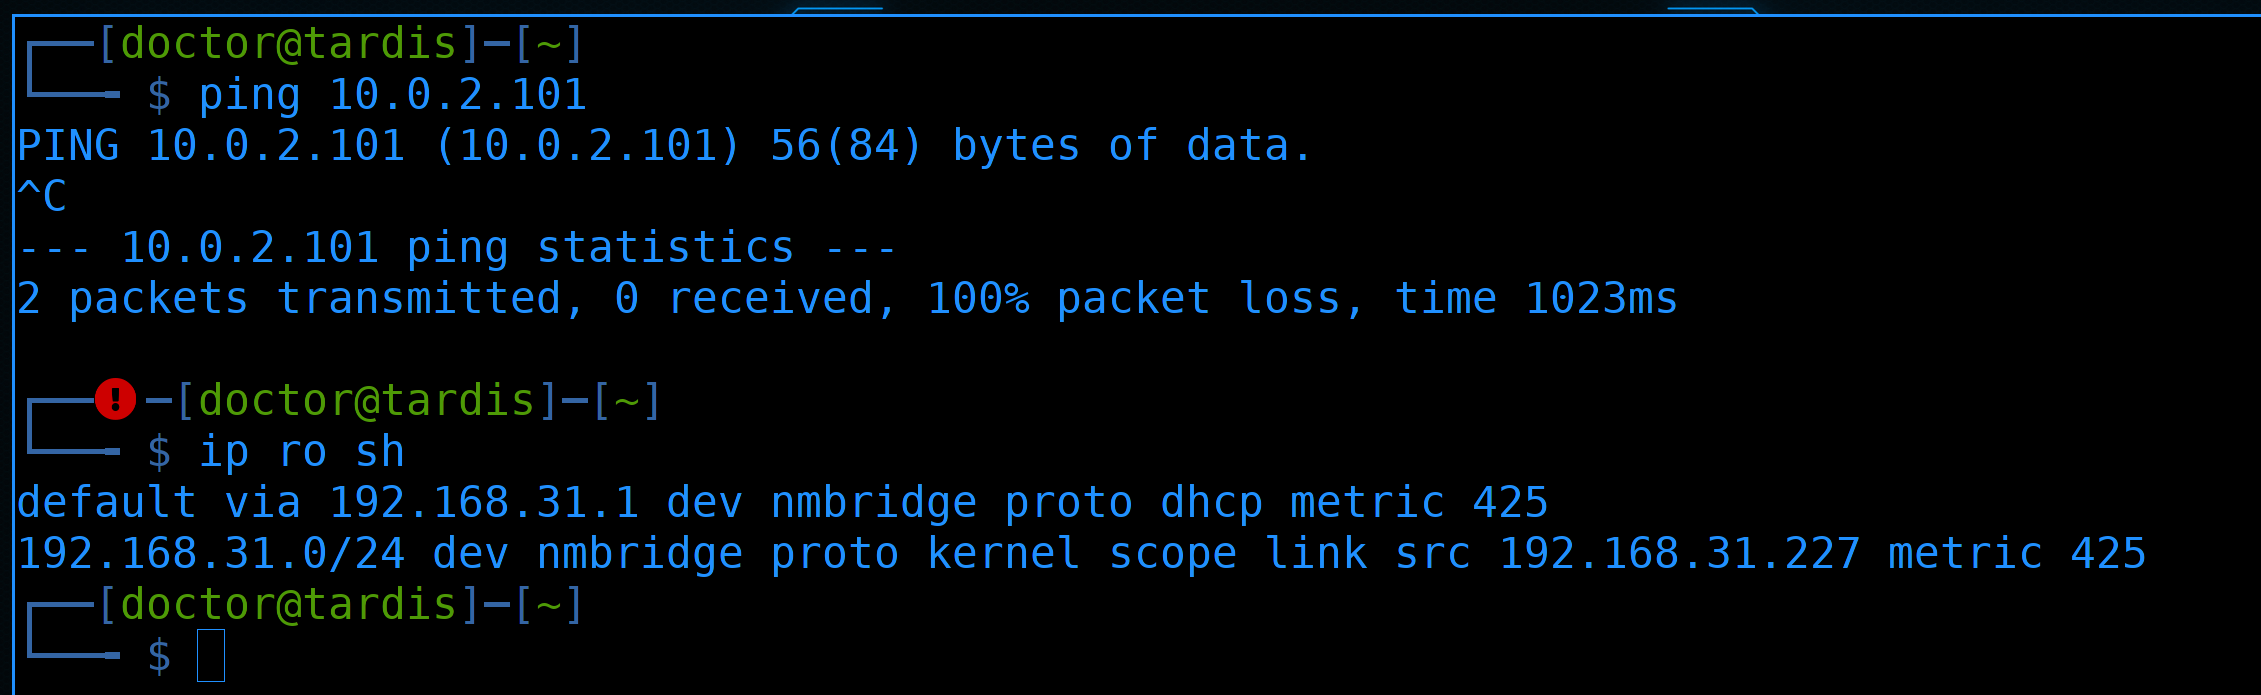 [doctor@tardis]─[~]
$ ping 10.0.2.101
PING 10.0.2.101 (10.0.2.101) 56(84) bytes of data.
^C
--- 10.0.2.101 ping statistics ---
2 packets transmitted, 0 received, 100% packet loss, time 1023ms
!─[doctor@tardis]─[~]
$ ip ro sh
default via 192.168.31.1 dev nmbridge proto dhcp metric 425
192.168.31.0/24 dev nmbridge proto kernel scope link src 192.168.31.227 metric 425
[doctor@tardis]─[~]
$